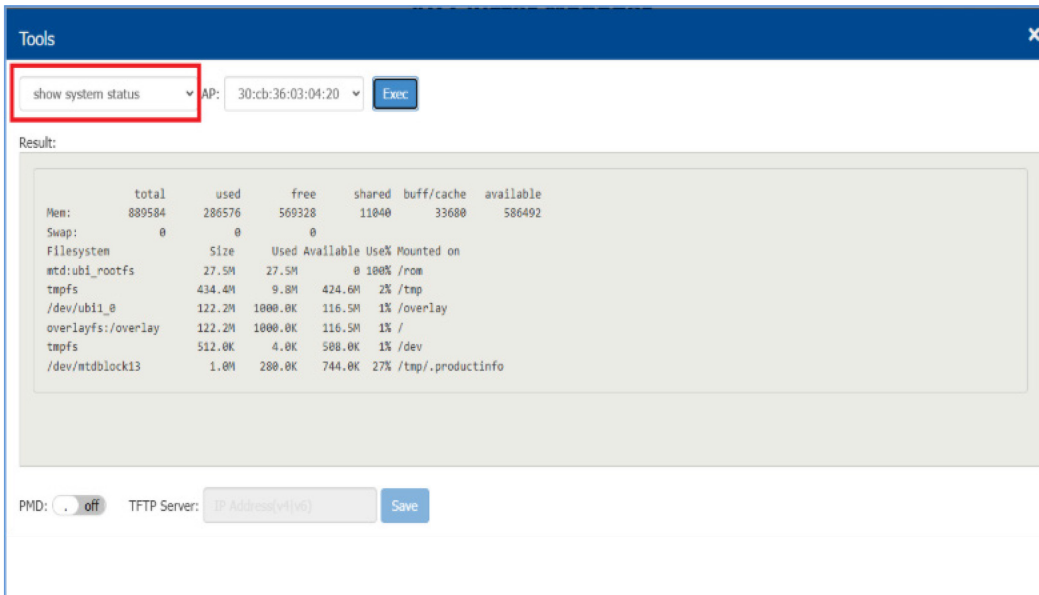 Tools
show system status AP: 30:cb:36:03:04:20 Exec
Result:
total used free shared buff/cache available
Mem: 889584 286576 569328 11040 33680 586492
Swap: 0 0 0
Filesystem Size Used Available Use% Mounted on
mtd:ubi_rootfs 27.5M 27.5M 0 100% /rom
tmpfs 434.4M 9.8M 424.6M 2% /tmp
/dev/ubi1_0 122.2M 1000.0K 116.5M 1% /overlay
overlayfs:/overlay 122.2M 1000.0K 116.5M 1% /
tmpfs 512.0K 4.0K 508.0K 1% /dev
/dev/mtdblock13 1.0M 280.0K 744.0K 27% /tmp/.productinfo
PMD: off TFTP Server: IP Address(v4|v6) Save